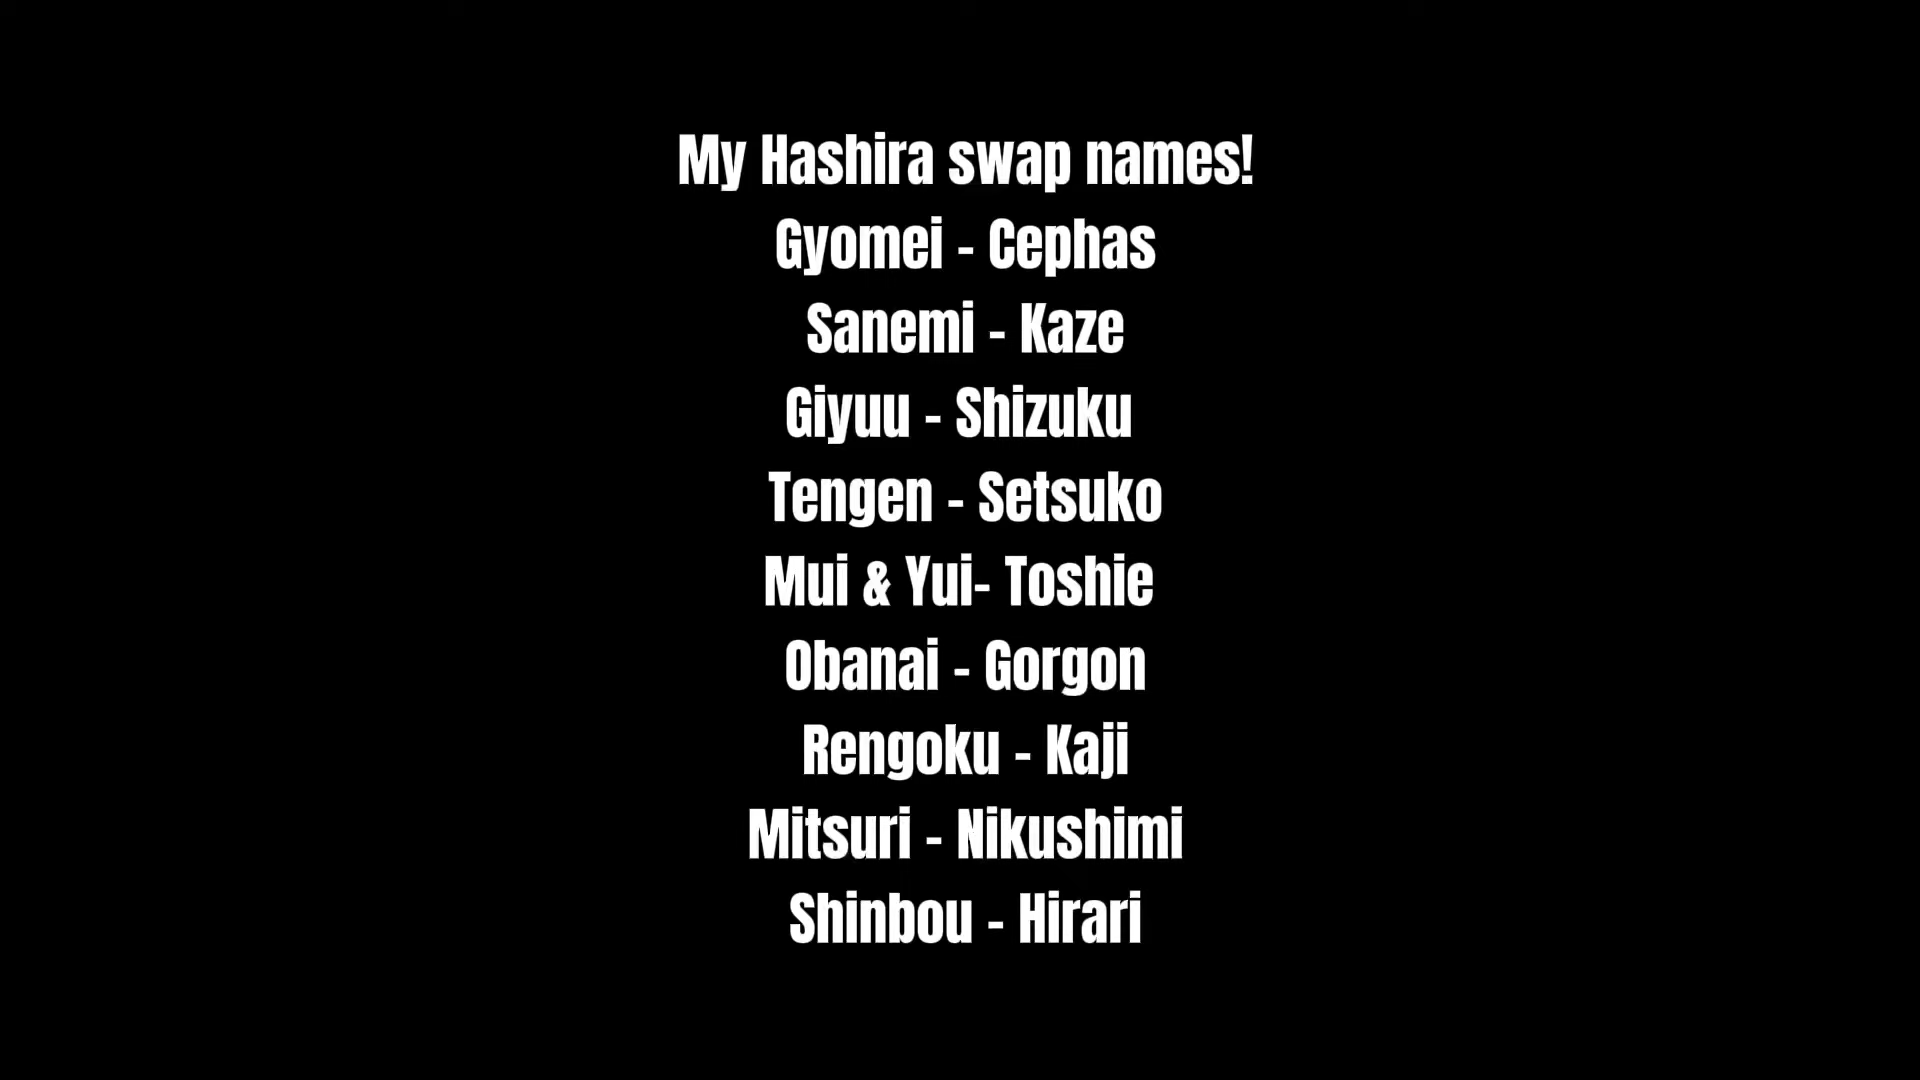 My Hashira swap names!
Gyomei - Cephas
Sanemi - Kaze
Giyuu - Shizuku
Tengen - Setsuko
Mui & Yui- Toshie
Obanai - Gorgon
Rengoku - Kaji
Mitsuri - Nikushimi
Shinbou - Hirari